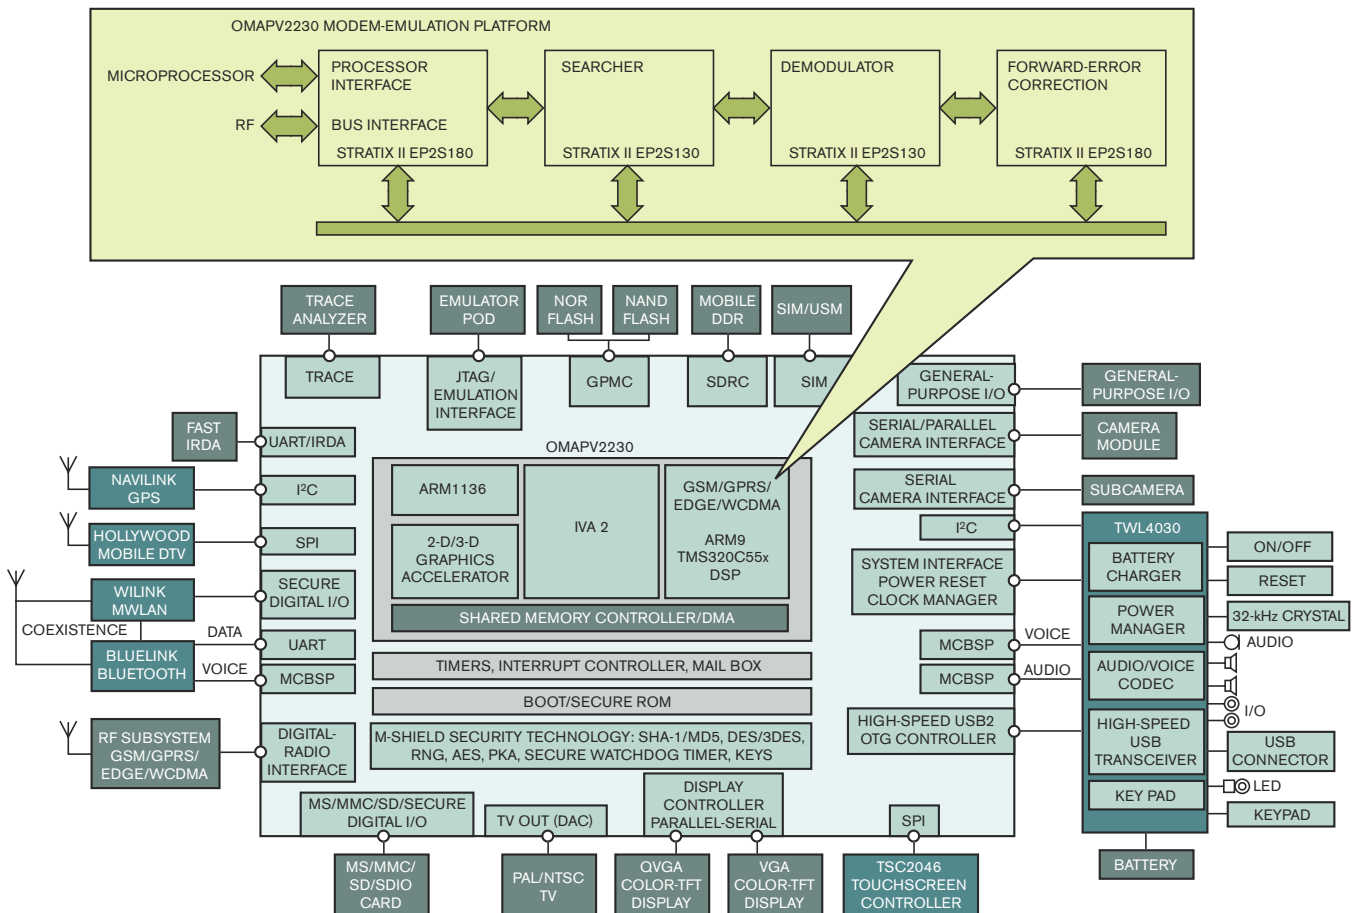 OMAPV2230 MODEM-EMULATION PLATFORM
MICROPROCESSOR
RF
PROCESSOR
INTERFACE
BUS INTERFACE
STRATIX II EP2S180
SEARCHER
STRATIX II EP2S130
DEMODULATOR
STRATIX II EP2S130
FORWARD-ERROR
CORRECTION
STRATIX II EP2S180
TRACE
ANALYZER
EMULATOR
POD
NOR
FLASH
NAND
FLASH
MOBILE
DDR
SIM/USM
TRACE
JTAG/
EMULATION
INTERFACE
GPMC
SDRC
SIM
GENERAL-
PURPOSE I/O
GENERAL-
PURPOSE I/O
FAST
IRDA
UART/IRDA
SERIAL/PARALLEL
CAMERA INTERFACE
CAMERA
MODULE
OMAPV2230
NAVILINK
GPS
I²C
ARM1136
IVA 2
GSM/GPRS/
EDGE/WCDMA
ARM9
TMS320C55x
DSP
SERIAL
CAMERA INTERFACE
SUBCAMERA
HOLLYWOOD
MOBILE DTV
SPI
2-D/3-D
GRAPHICS
ACCELERATOR
I²C
TWL4030
BATTERY
CHARGER
ON/OFF
RESET
WILINK
MWLAN
SECURE
DIGITAL I/O
SYSTEM INTERFACE
POWER RESET
CLOCK MANAGER
SHARED MEMORY CONTROLLER/DMA
POWER
MANAGER
32-kHz CRYSTAL
COEXISTENCE
DATA
UART
BLUELINK
BLUETOOTH
VOICE
MCBSP
TIMERS, INTERRUPT CONTROLLER, MAIL BOX
MCBSP
VOICE
MCBSP
AUDIO
AUDIO/VOICE
CODEC
AUDIO
I/O
BOOT/SECURE ROM
RF SUBSYSTEM
GSM/GPRS/
EDGE/WCDMA
DIGITAL-
RADIO
INTERFACE
M-SHIELD SECURITY TECHNOLOGY: SHA-1/MD5, DES/3DES,
RNG, AES, PKA, SECURE WATCHDOG TIMER, KEYS
HIGH-SPEED USB2
OTG CONTROLLER
HIGH-SPEED
USB
TRANSCEIVER
USB
CONNECTOR
KEY PAD
LED
KEYPAD
MS/MMC/SD/SECURE
DIGITAL I/O
TV OUT (DAC)
DISPLAY
CONTROLLER
PARALLEL-SERIAL
SPI
BATTERY
MS/MMC/
SD/SDIO
CARD
PAL/NTSC
TV
QVGA
COLOR-TFT
DISPLAY
VGA
COLOR-TFT
DISPLAY
TSC2046
TOUCHSCREEN
CONTROLLER